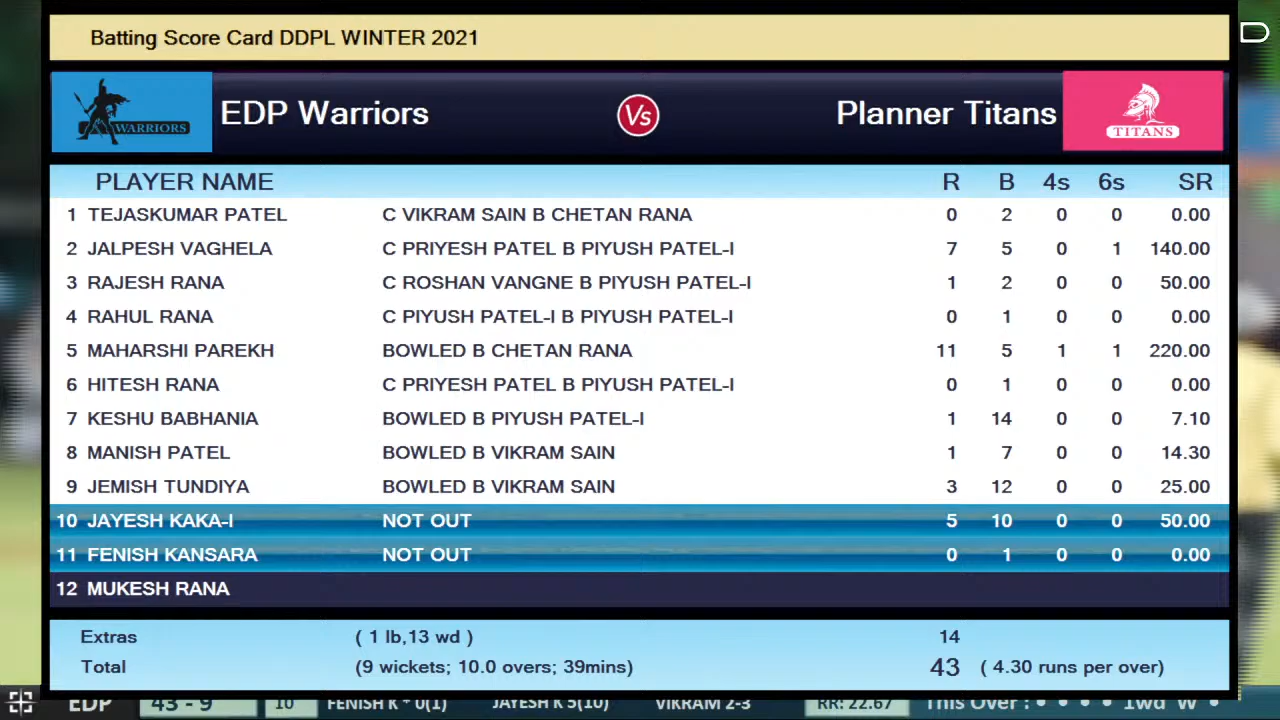 Batting Score Card DDPL WINTER 2021
WARRIORS EDP Warriors Vs Planner Titans TITANS
PLAYER NAME R B 4s 6s SR
1 TEJASKUMAR PATEL C VIKRAM SAIN B CHETAN RANA 0 2 0 0 0.00
2 JALPESH VAGHELA C PRIYESH PATEL B PIYUSH PATEL-I 7 5 0 1 140.00
3 RAJESH RANA C ROSHAN VANGNE B PIYUSH PATEL-I 1 2 0 0 50.00
4 RAHUL RANA C PIYUSH PATEL-I B PIYUSH PATEL-I 0 1 0 0 0.00
5 MAHARSHI PAREKH BOWLED B CHETAN RANA 11 5 1 1 220.00
6 HITESH RANA C PRIYESH PATEL B PIYUSH PATEL-I 0 1 0 0 0.00
7 KESHU BABHANIA BOWLED B PIYUSH PATEL-I 1 14 0 0 7.10
8 MANISH PATEL BOWLED B VIKRAM SAIN 1 7 0 0 14.30
9 JEMISH TUNDIYA BOWLED B VIKRAM SAIN 3 12 0 0 25.00
10 JAYESH KAKA-I NOT OUT 5 10 0 0 50.00
11 FENISH KANSARA NOT OUT 0 1 0 0 0.00
12 MUKESH RANA
Extras ( 1 lb,13 wd ) 14
Total (9 wickets; 10.0 overs; 39mins) 43 ( 4.30 runs per over)
EDP 43 - 9 10 FENISH K * 0(1) JAYESH K 5(10) VIKRAM 2-3 RR: 22.67 This Over : • • • • 1wd W •